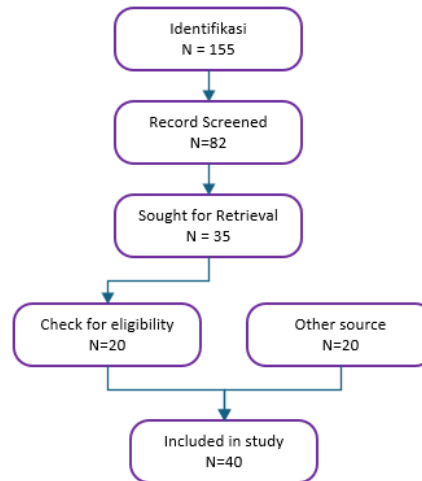 Identifikasi
N = 155
Record Screened
N=82
Sought for Retrieval
N = 35
Check for eligibility
N=20
Other source
N=20
Included in study
N=40